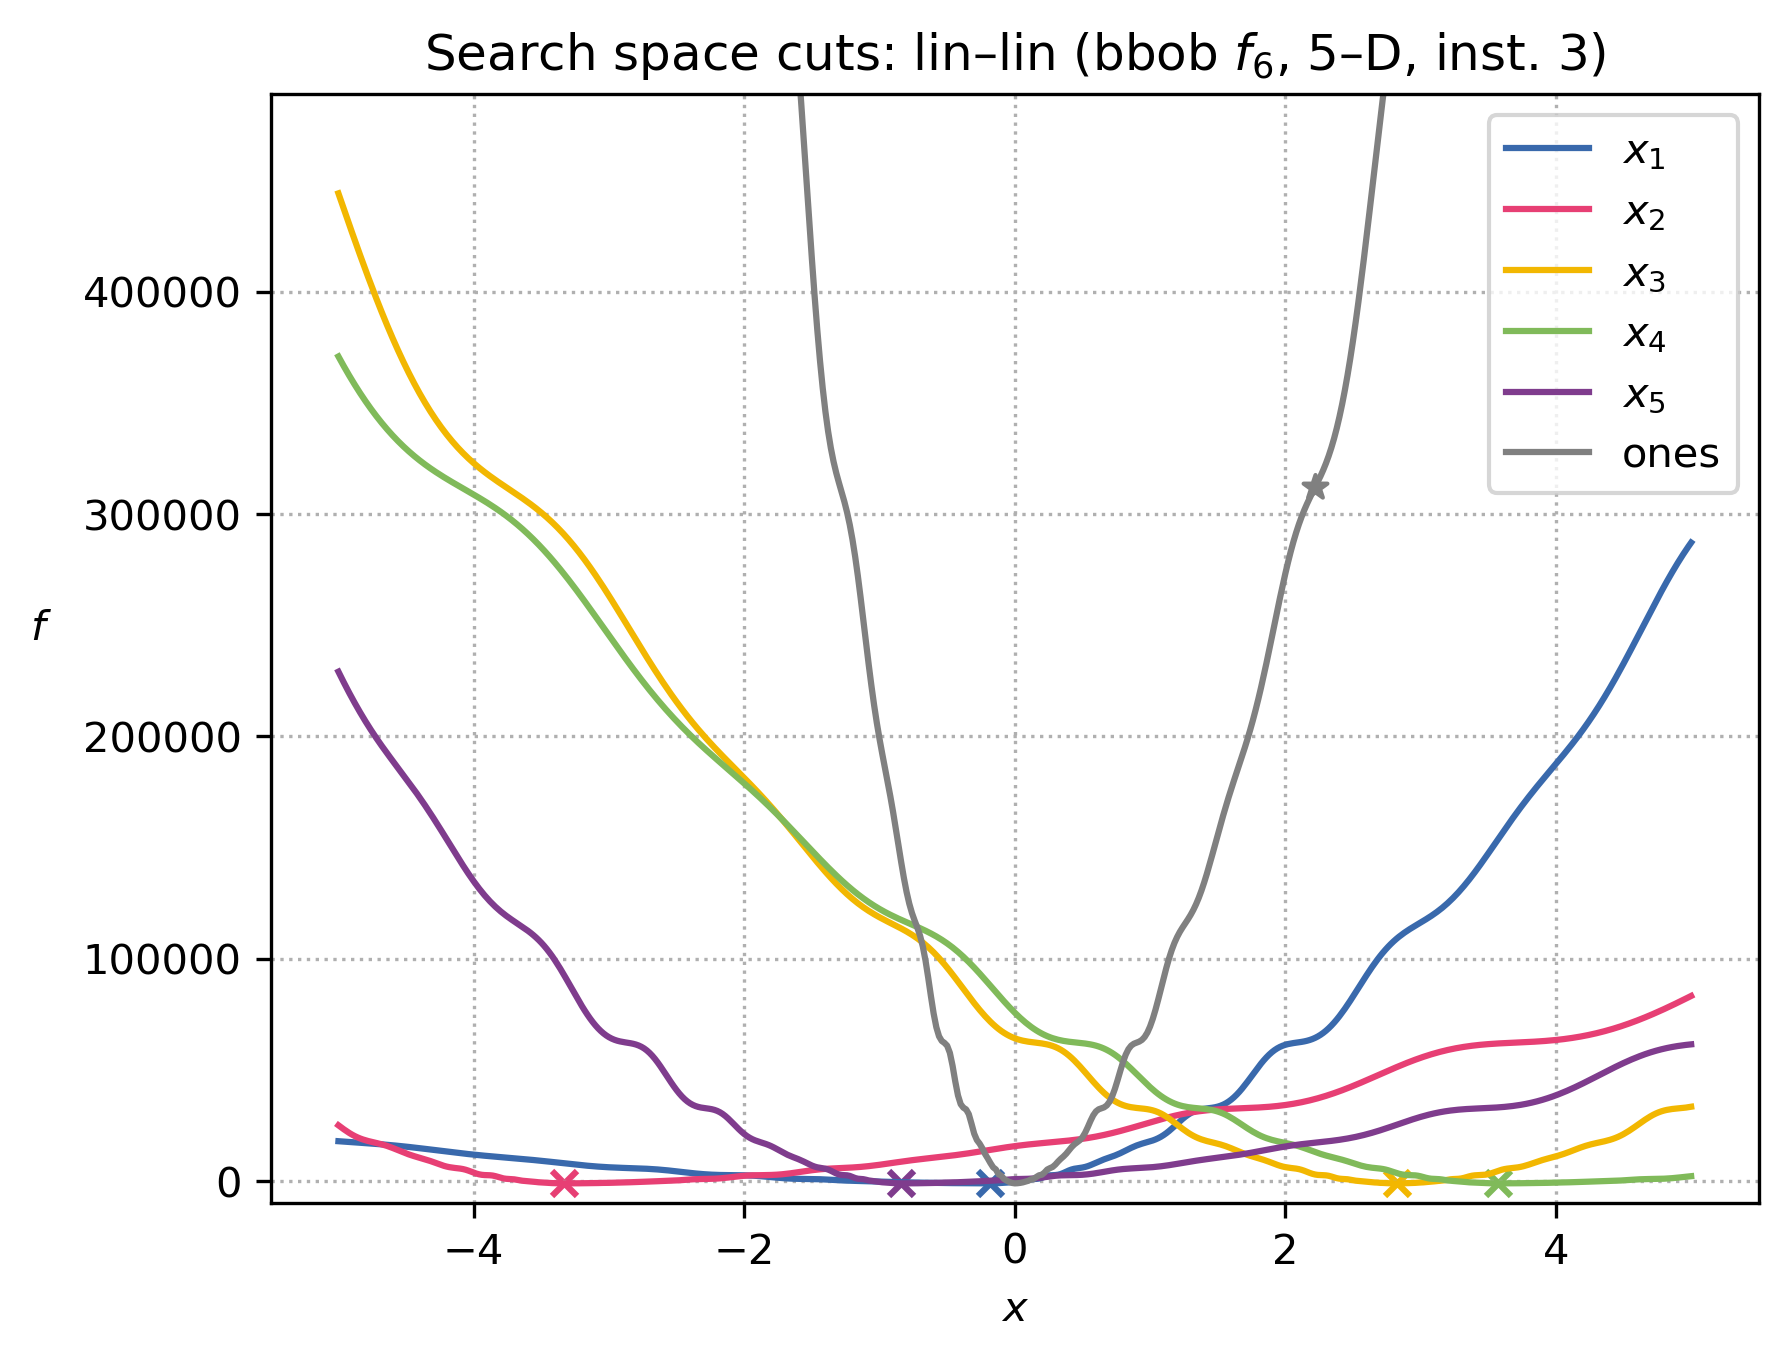 Search space cuts: lin–lin (bbob f₆, 5–D, inst. 3)
x₁
x₂
x₃
x₄
x₅
ones
400000
300000
200000
100000
0
f
−4 −2 0 2 4
x